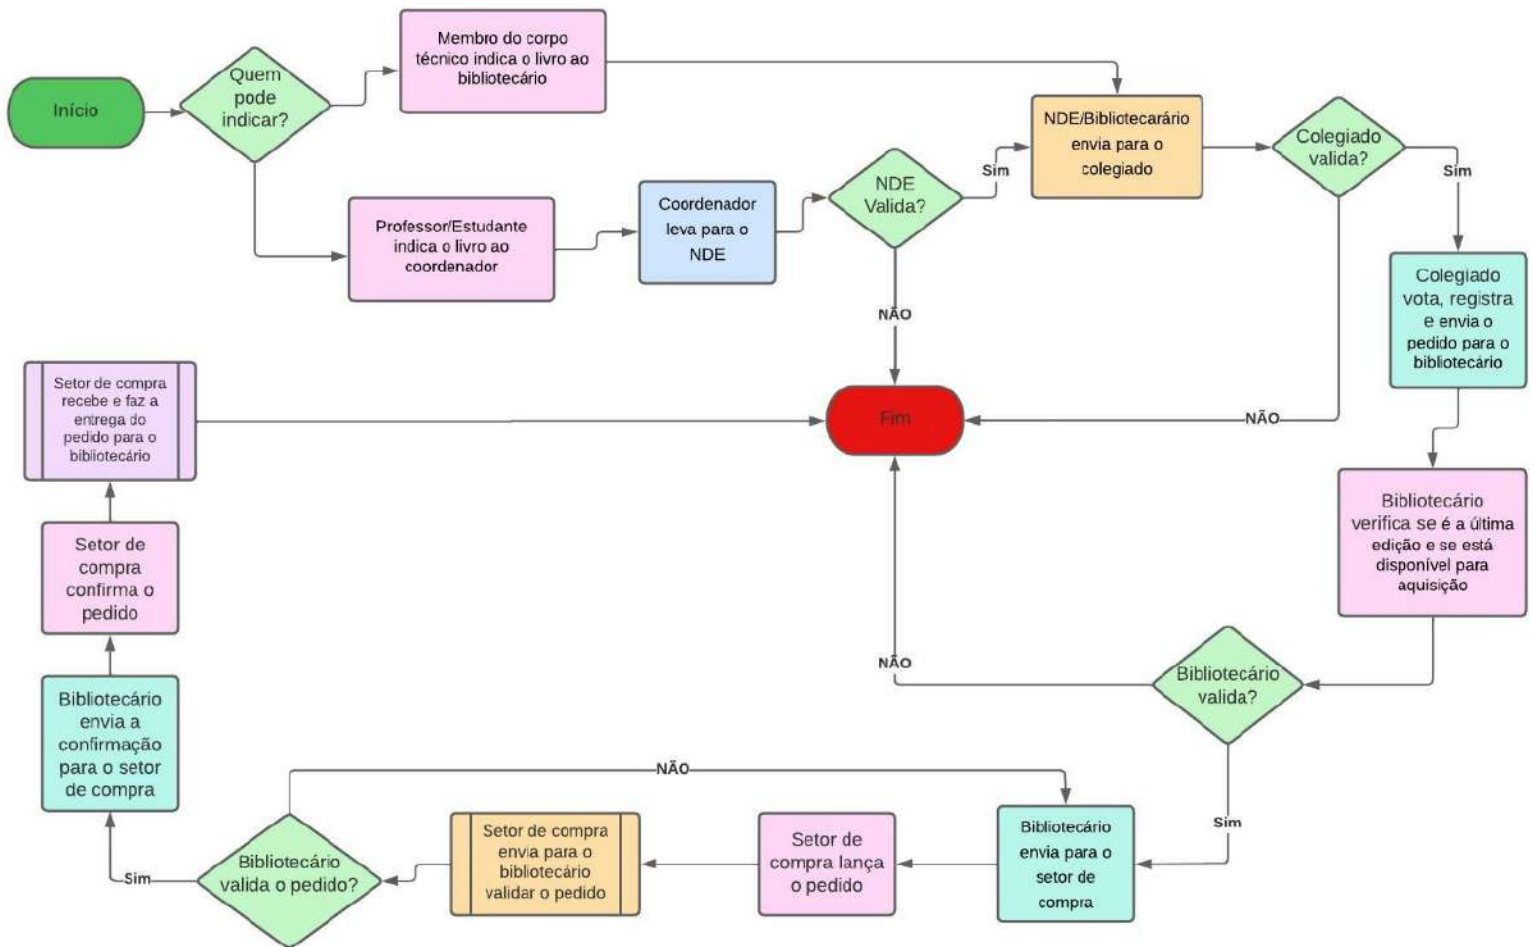 Início
Quem
pode
indicar?
Membro do corpo
técnico indica o livro ao
bibliotecário
Professor/Estudante
indica o livro ao
coordenador
Coordenador
leva para o
NDE
NDE
Valida?
Sim
NÃO
NDE/Bibliotecarário
envia para o
colegiado
Colegiado
valida?
Sim
NÃO
Colegiado
vota, registra
e envia o
pedido para o
bibliotecário
Fim
Bibliotecário
verifica se é a última
edição e se está
disponível para
aquisição
Bibliotecário
valida?
NÃO
Sim
Bibliotecário
envia para o
setor de
compra
Setor de
compra lança
o pedido
Setor de compra
envia para o
bibliotecário
validar o pedido
Bibliotecário
valida o pedido?
NÃO
Sim
Bibliotecário
envia a
confirmação
para o setor
de compra
Setor de
compra
confirma o
pedido
Setor de compra
recebe e faz a
entrega do
pedido para o
bibliotecário